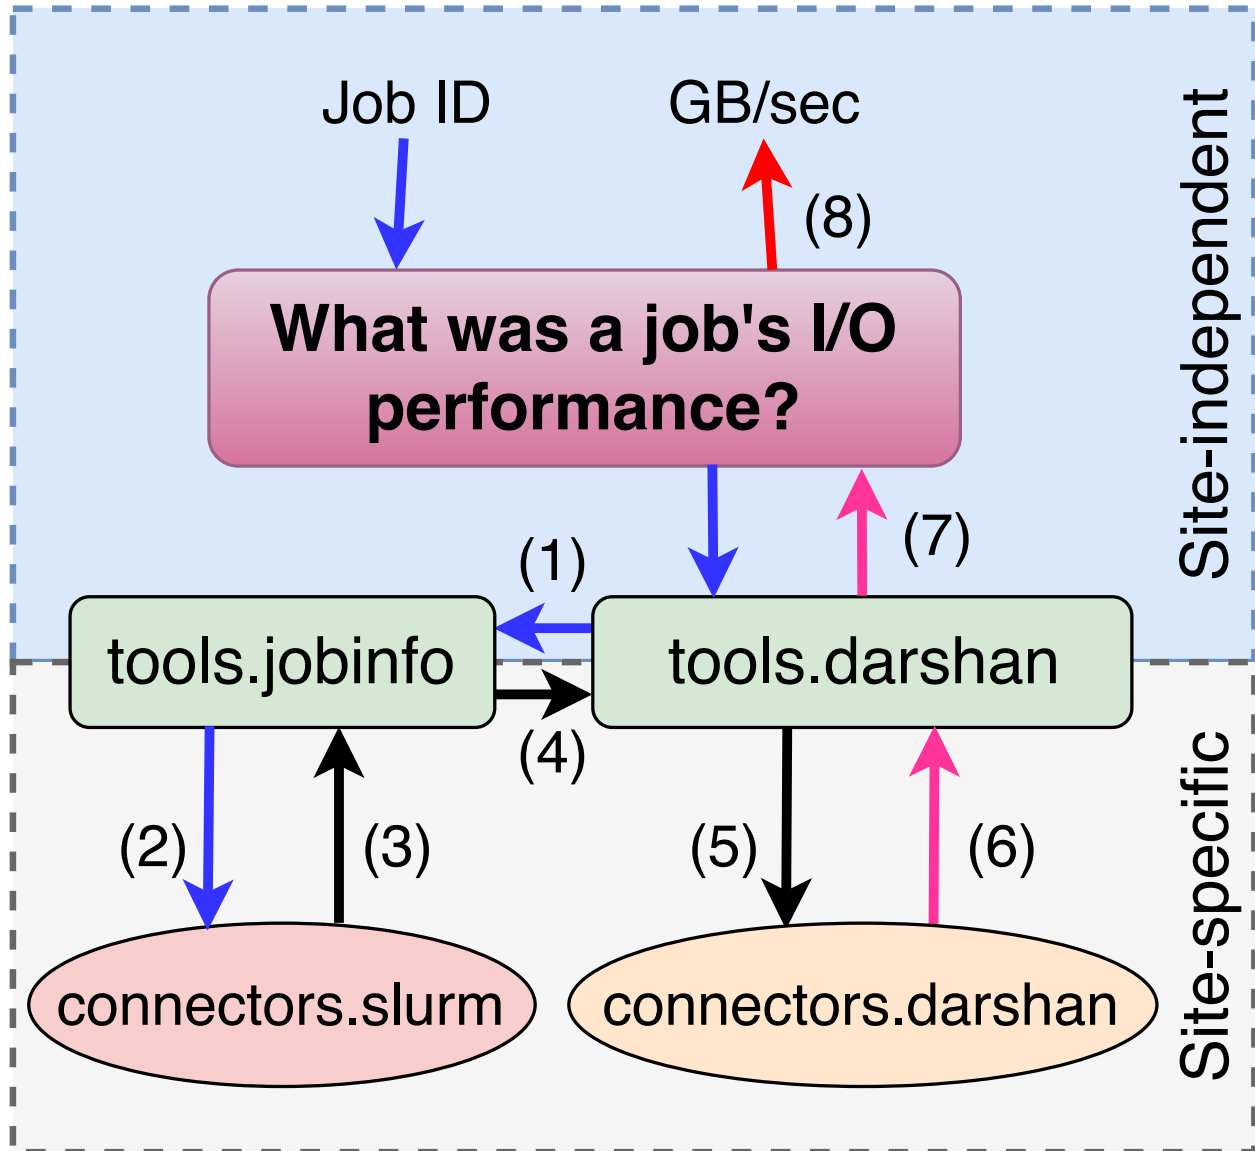 Job ID
GB/sec
(8)
What was a job's I/O
performance?
Site-independent
(7)
(1)
tools.jobinfo
tools.darshan
(4)
(2)
(3)
(5)
(6)
Site-specific
connectors.slurm
connectors.darshan